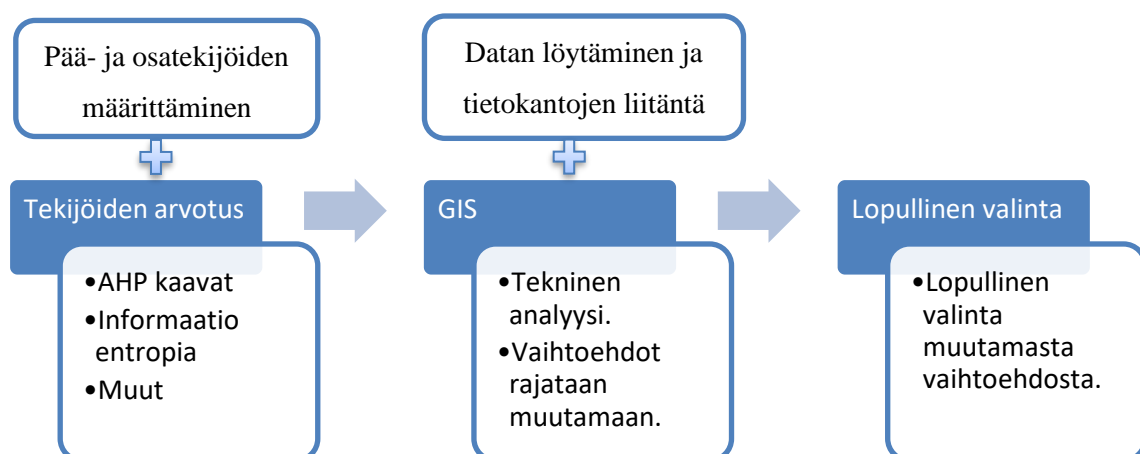 Pää- ja osatekijöiden
määrittäminen
Datan löytäminen ja
tietokantojen liitäntä
Tekijöiden arvotus
•AHP kaavat
•Informaatio
entropia
•Muut
GIS
•Tekninen
analyysi.
•Vaihtoehdot
rajataan
muutamaan.
Lopullinen valinta
•Lopullinen
valinta
muutamasta
vaihtoehdosta.